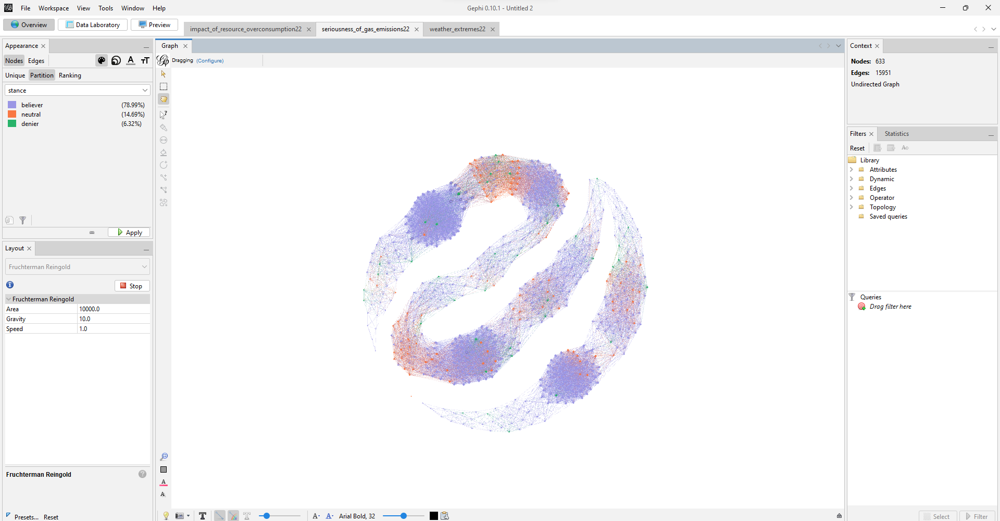 File Workspace View Tools Window Help
Gephi 0.10.1 - Untitled 2
Overview Data Laboratory Preview
impact_of_resource_overconsumption22 seriousness_of_gas_emissions22 weather_extremes22
Appearance
Nodes Edges
Unique Partition Ranking
stance
believer (78.99%)
neutral (14.69%)
denier (6.32%)
Apply
Layout
Fruchterman Reingold
Stop
Fruchterman Reingold
Area 10000.0
Gravity 10.0
Speed 1.0
Fruchterman Reingold
Presets... Reset
Graph
Dragging (Configure)
Arial Bold, 32
Context
Nodes: 633
Edges: 15951
Undirected Graph
Filters Statistics
Reset
Library
Attributes
Dynamic
Edges
Operator
Topology
Saved queries
Queries
Drag filter here
Select Filter